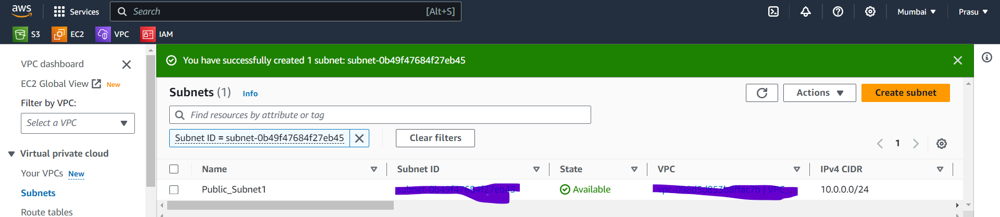 aws Services Search [Alt+S] Mumbai Prasu
S3 EC2 VPC IAM
You have successfully created 1 subnet: subnet-0b49f47684f27eb45
VPC dashboard
EC2 Global View New
Filter by VPC:
Select a VPC
Virtual private cloud
Your VPCs New
Subnets
Route tables
Subnets (1) Info
Actions
Create subnet
Find resources by attribute or tag
Subnet ID = subnet-0b49f47684f27eb45
Clear filters
1
Name Subnet ID State VPC IPv4 CIDR
Public_Subnet1 Available 10.0.0.0/24